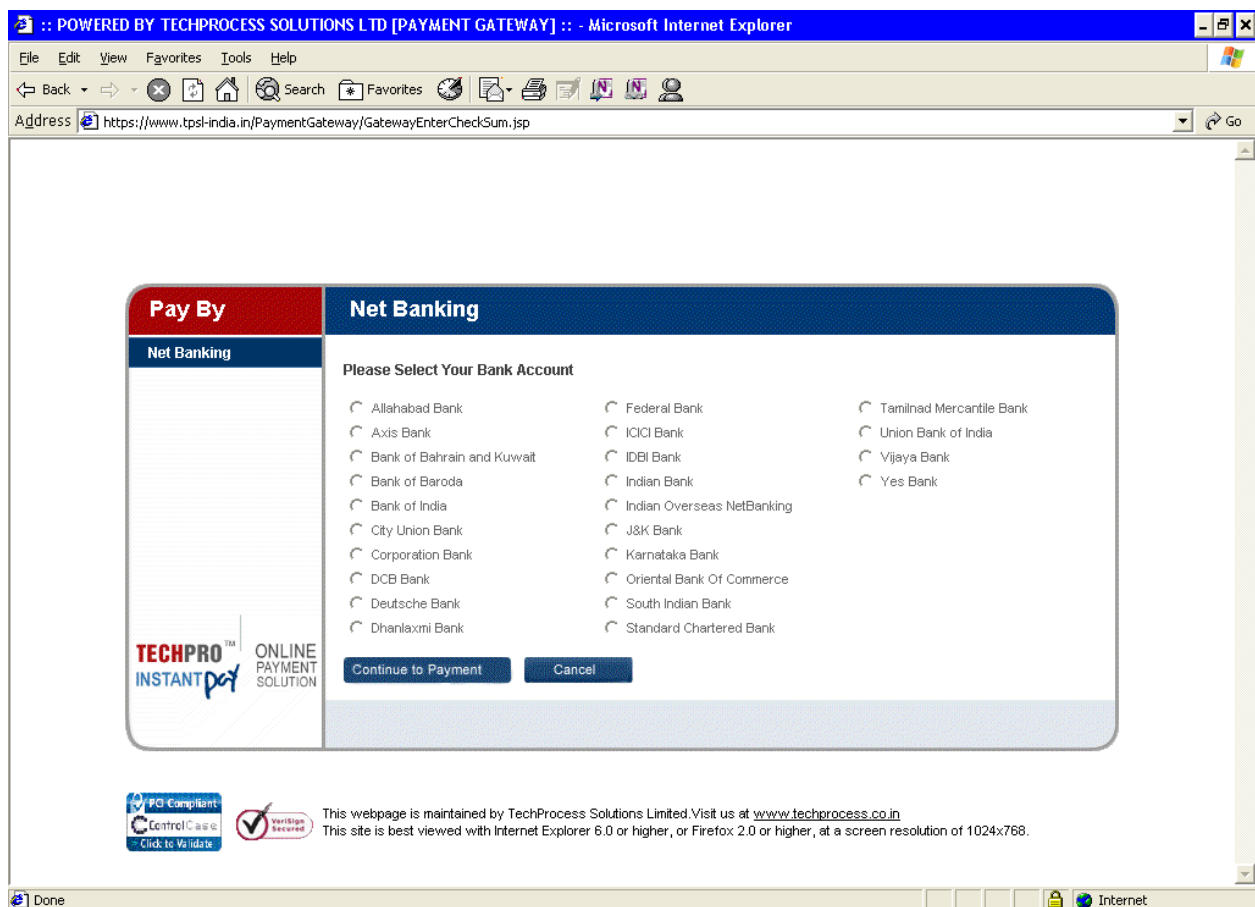 :: POWERED BY TECHPROCESS SOLUTIONS LTD [PAYMENT GATEWAY] :: - Microsoft Internet Explorer
File Edit View Favorites Tools Help
Back Search Favorites
Address https://www.tpsl-india.in/PaymentGateway/GatewayEnterCheckSum.jsp Go
Pay By
Net Banking
Net Banking
Please Select Your Bank Account
Allahabad Bank Federal Bank Tamilnad Mercantile Bank
Axis Bank ICICI Bank Union Bank of India
Bank of Bahrain and Kuwait IDBI Bank Vijaya Bank
Bank of Baroda Indian Bank Yes Bank
Bank of India Indian Overseas NetBanking
City Union Bank J&K Bank
Corporation Bank Karnataka Bank
DCB Bank Oriental Bank Of Commerce
Deutsche Bank South Indian Bank
Dhanlaxmi Bank Standard Chartered Bank
Continue to Payment Cancel
TECHPRO™
INSTANT pay
ONLINE
PAYMENT
SOLUTION
PCI Compliant
ControlCase
Click to Validate
VeriSign
Secured
This webpage is maintained by TechProcess Solutions Limited.Visit us at www.techprocess.co.in
This site is best viewed with Internet Explorer 6.0 or higher, or Firefox 2.0 or higher, at a screen resolution of 1024x768.
Done Internet